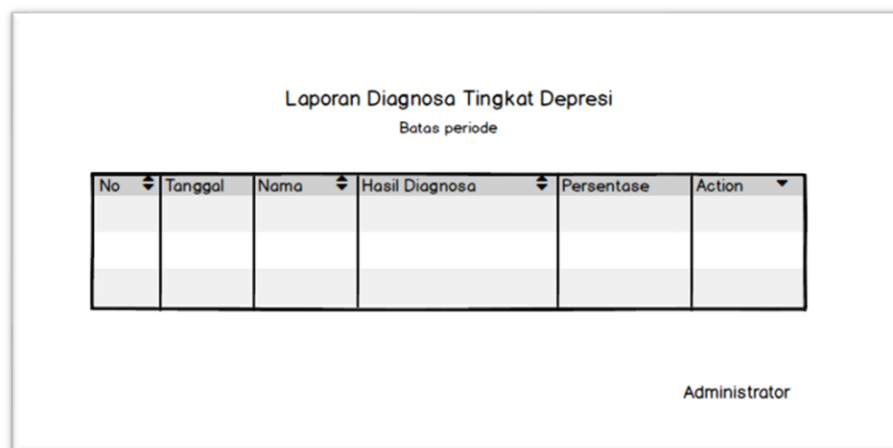 Laporan Diagnosa Tingkat Depresi
Batas periode
No Tanggal Nama Hasil Diagnosa Persentase Action
Administrator